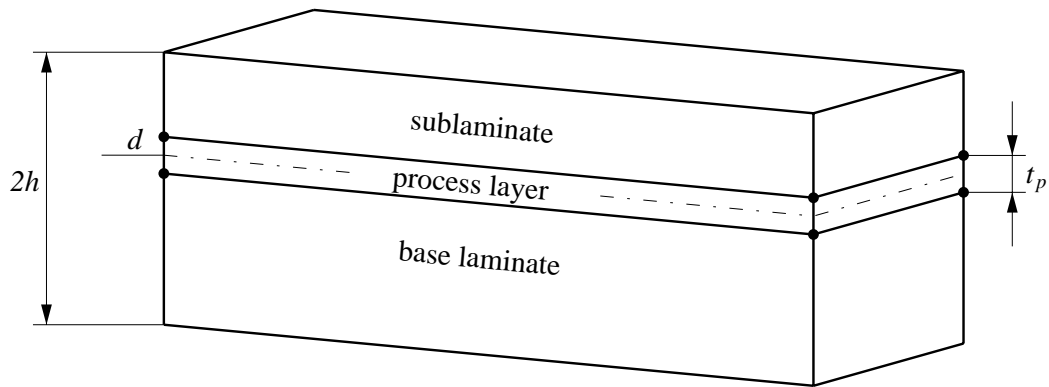 sublaminate
d
2h
process layer
t_p
base laminate